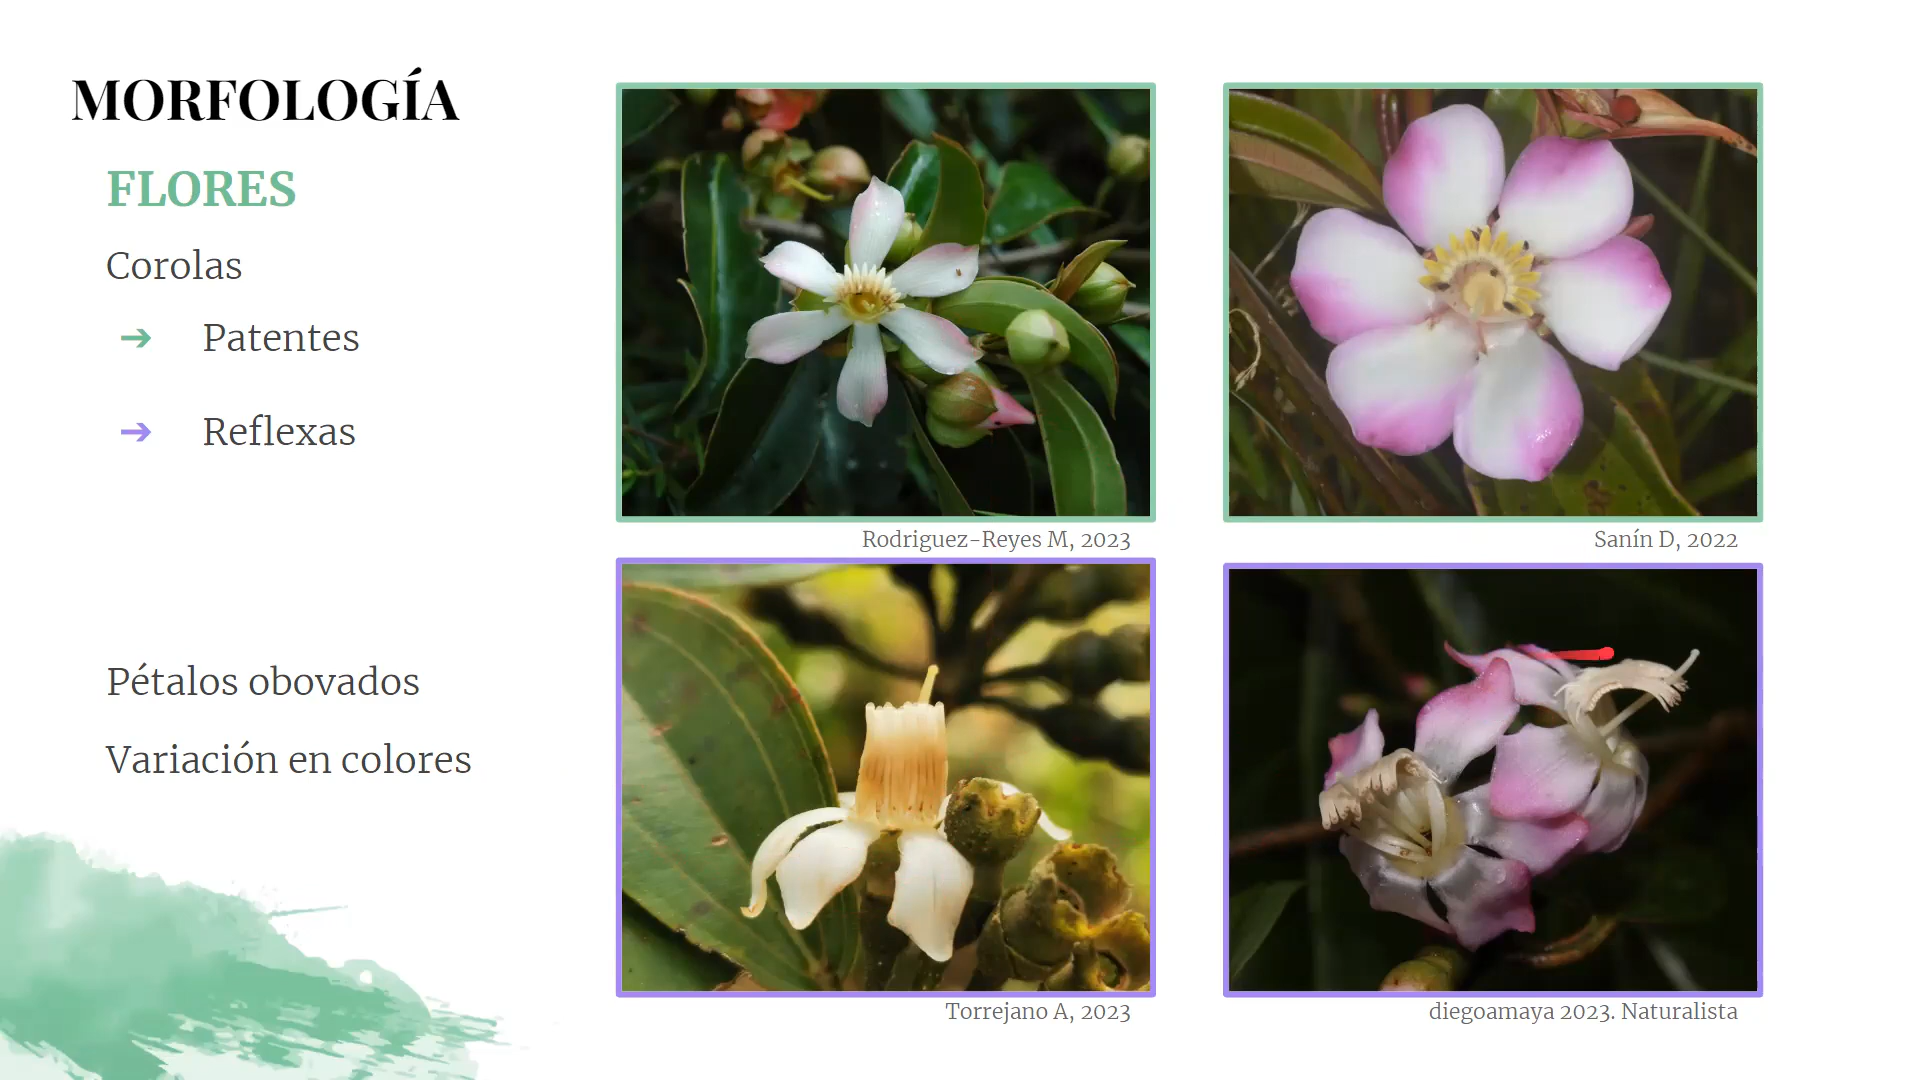 MORFOLOGÍA
FLORES
Corolas
➔ Patentes
➔ Reflexas
Pétalos obovados
Variación en colores
Rodriguez-Reyes M, 2023
Sanín D, 2022
Torrejano A, 2023
diegoamaya 2023. Naturalista